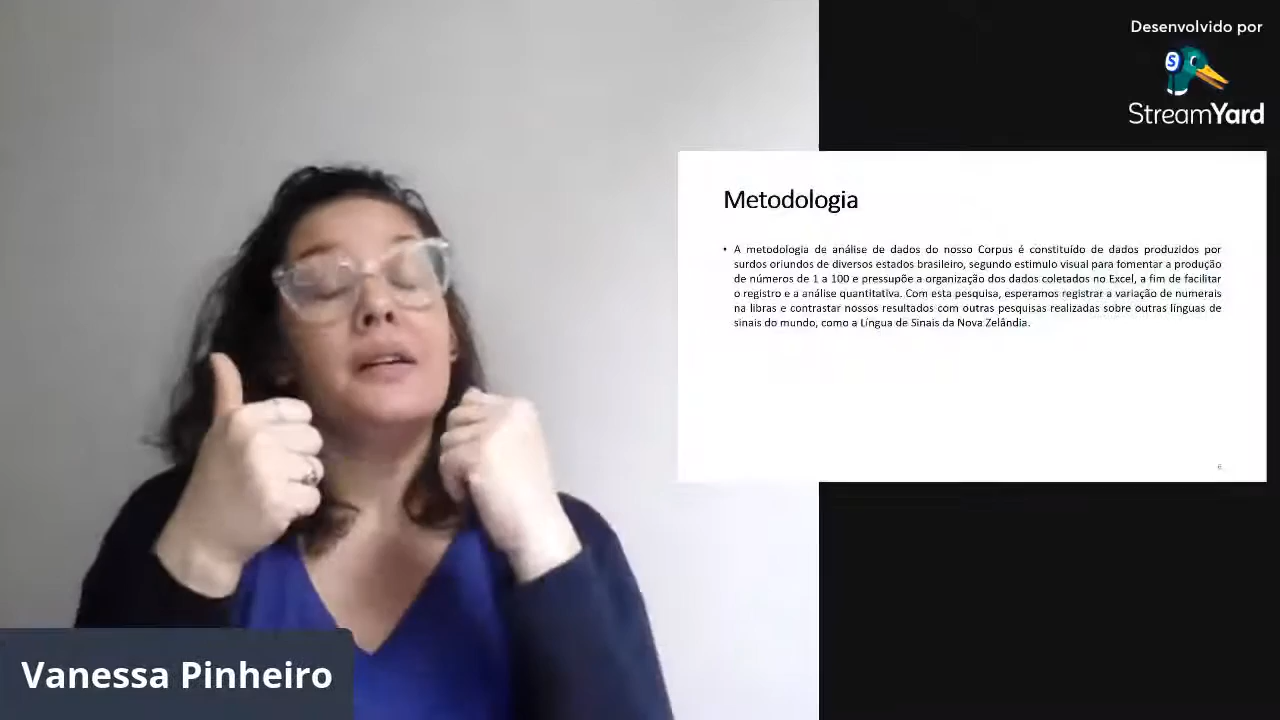 Desenvolvido por
StreamYard
Metodologia
• A metodologia de análise de dados do nosso Corpus é constituído de dados produzidos por
surdos oriundos de diversos estados brasileiro, segundo estimulo visual para fomentar a produção
de números de 1 a 100 e pressupõe a organização dos dados coletados no Excel, a fim de facilitar
o registro e a análise quantitativa. Com esta pesquisa, esperamos registrar a variação de numerais
na libras e contrastar nossos resultados com outras pesquisas realizadas sobre outras línguas de
sinais do mundo, como a Língua de Sinais da Nova Zelândia.
6
Vanessa Pinheiro